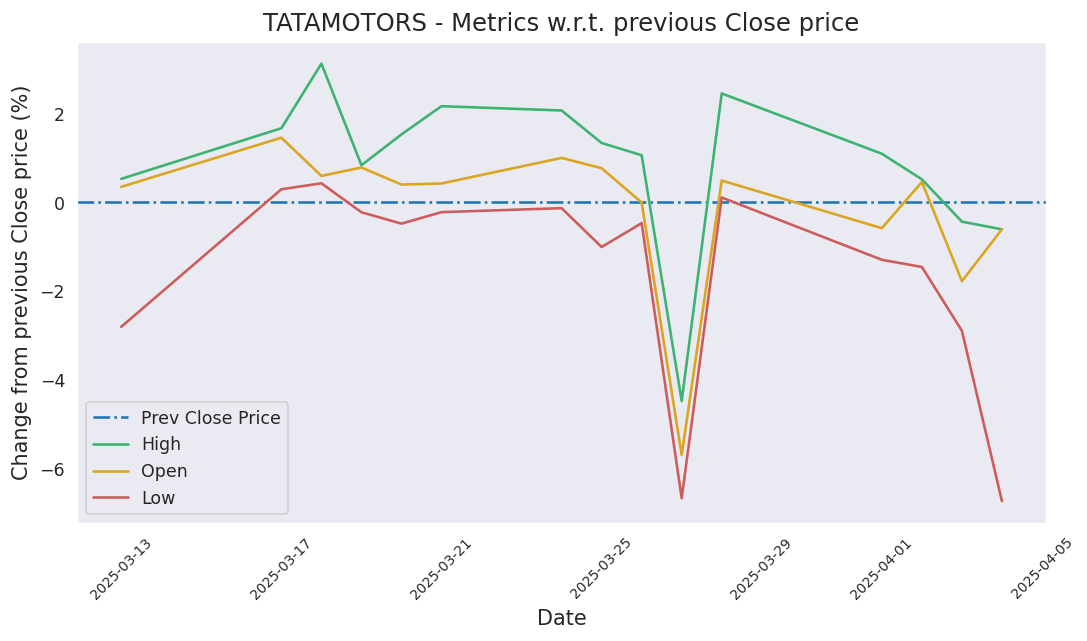 TATAMOTORS - Metrics w.r.t. previous Close price
Change from previous Close price (%)
2
0
−2
−4
−6
Prev Close Price
High
Open
Low
2025-03-13
2025-03-17
2025-03-21
2025-03-25
2025-03-29
2025-04-01
2025-04-05
Date